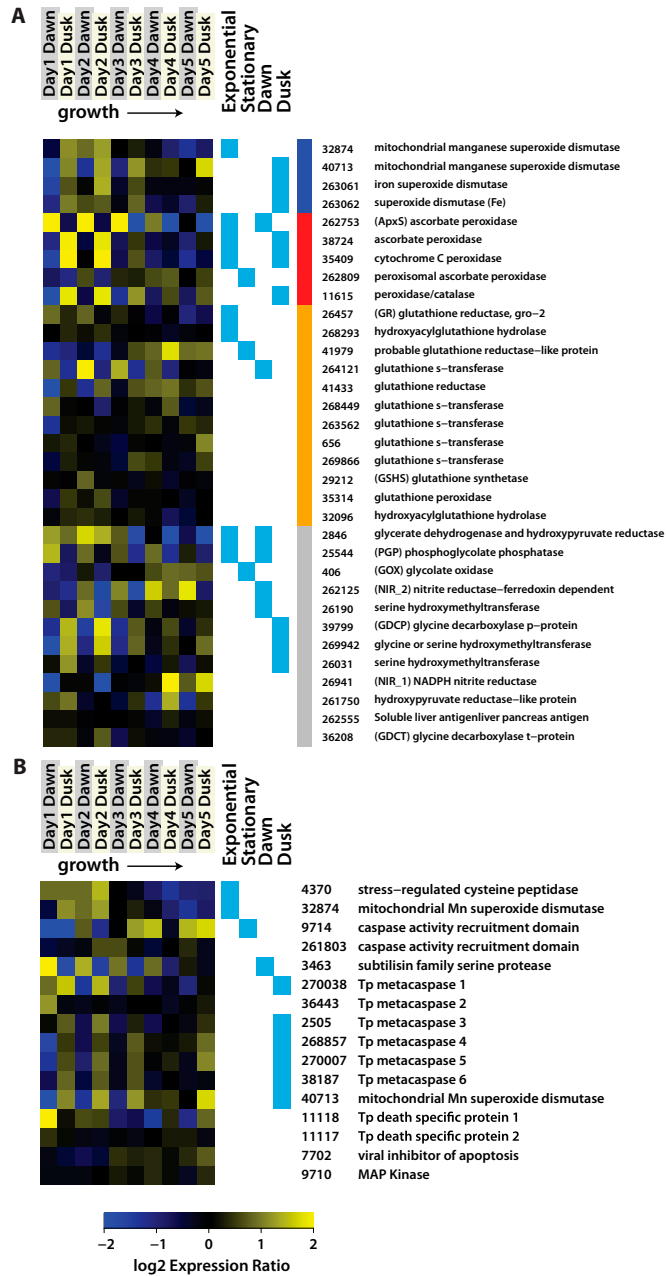 A
Day1 Dawn
Day1 Dusk
Day2 Dawn
Day2 Dusk
Day3 Dawn
Day3 Dusk
Day4 Dawn
Day4 Dusk
Day5 Dawn
Day5 Dusk
Exponential
Stationary
Dawn
Dusk
growth
32874 mitochondrial manganese superoxide dismutase
40713 mitochondrial manganese superoxide dismutase
263061 iron superoxide dismutase
263062 superoxide dismutase (Fe)
262753 (ApxS) ascorbate peroxidase
38724 ascorbate peroxidase
35409 cytochrome C peroxidase
262809 peroxisomal ascorbate peroxidase
11615 peroxidase/catalase
26457 (GR) glutathione reductase, gro−2
268293 hydroxyacylglutathione hydrolase
41979 probable glutathione reductase−like protein
264121 glutathione s−transferase
41433 glutathione reductase
268449 glutathione s−transferase
263562 glutathione s−transferase
656 glutathione s−transferase
269866 glutathione s−transferase
29212 (GSHS) glutathione synthetase
35314 glutathione peroxidase
32096 hydroxyacylglutathione hydrolase
2846 glycerate dehydrogenase and hydroxypyruvate reductase
25544 (PGP) phosphoglycolate phosphatase
406 (GOX) glycolate oxidase
262125 (NIR_2) nitrite reductase−ferredoxin dependent
26190 serine hydroxymethyltransferase
39799 (GDCP) glycine decarboxylase p−protein
269942 glycine or serine hydroxymethyltransferase
26031 serine hydroxymethyltransferase
26941 (NIR_1) NADPH nitrite reductase
261750 hydroxypyruvate reductase−like protein
262555 Soluble liver antigenliver pancreas antigen
36208 (GDCT) glycine decarboxylase t−protein
B
Day1 Dawn
Day1 Dusk
Day2 Dawn
Day2 Dusk
Day3 Dawn
Day3 Dusk
Day4 Dawn
Day4 Dusk
Day5 Dawn
Day5 Dusk
Exponential
Stationary
Dawn
Dusk
growth
4370 stress−regulated cysteine peptidase
32874 mitochondrial Mn superoxide dismutase
9714 caspase activity recruitment domain
261803 caspase activity recruitment domain
3463 subtilisin family serine protease
270038 Tp metacaspase 1
36443 Tp metacaspase 2
2505 Tp metacaspase 3
268857 Tp metacaspase 4
270007 Tp metacaspase 5
38187 Tp metacaspase 6
40713 mitochondrial Mn superoxide dismutase
11118 Tp death specific protein 1
11117 Tp death specific protein 2
7702 viral inhibitor of apoptosis
9710 MAP Kinase
−2 −1 0 1 2
log2 Expression Ratio